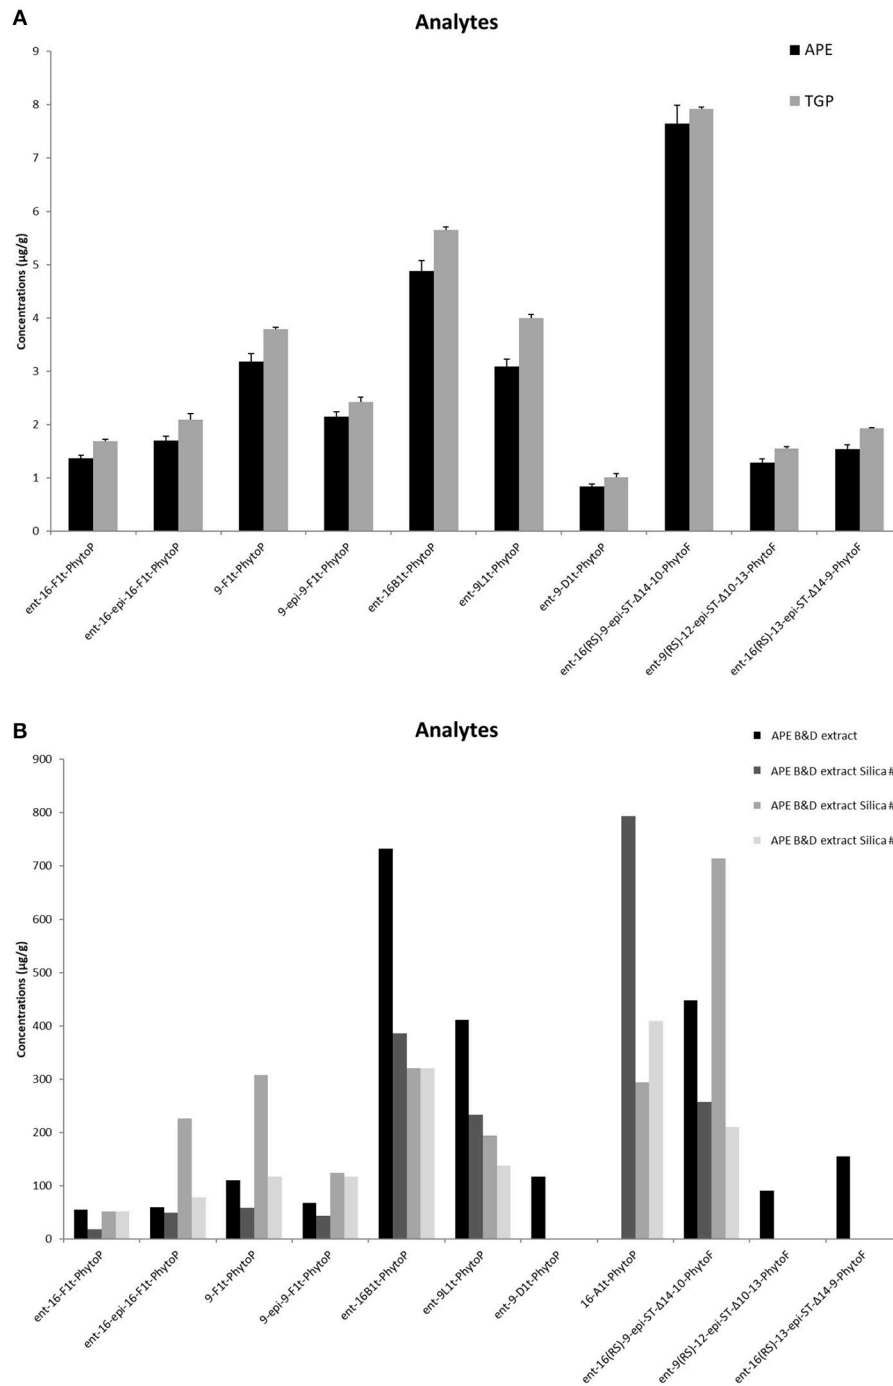 A
Analytes
APE
TGP
9
8
7
6
5
4
3
2
1
0
Concentrations (µg/g)
ent-16-F1t-PhytoP
ent-16-epi-16-F1t-PhytoP
9-F1t-PhytoP
9-epi-9-F1t-PhytoP
ent-16B1t-PhytoP
ent-9L1t-PhytoP
ent-9-D1t-PhytoP
ent-16(RS)-9-epi-ST-Δ14-10-PhytoF
ent-9(RS)-12-epi-ST-Δ10-13-PhytoF
ent-16(RS)-13-epi-ST-Δ14-9-PhytoF
B
Analytes
APE B&D extract
APE B&D extract Silica #
APE B&D extract Silica #
APE B&D extract Silica #
900
800
700
600
500
400
300
200
100
0
Concentrations (µg/g)
ent-16-F1t-PhytoP
ent-16-epi-16-F1t-PhytoP
9-F1t-PhytoP
9-epi-9-F1t-PhytoP
ent-16B1t-PhytoP
ent-9L1t-PhytoP
ent-9-D1t-PhytoP
16-A1t-PhytoP
ent-16(RS)-9-epi-ST-Δ14-10-PhytoF
ent-9(RS)-12-epi-ST-Δ10-13-PhytoF
ent-16(RS)-13-epi-ST-Δ14-9-PhytoF